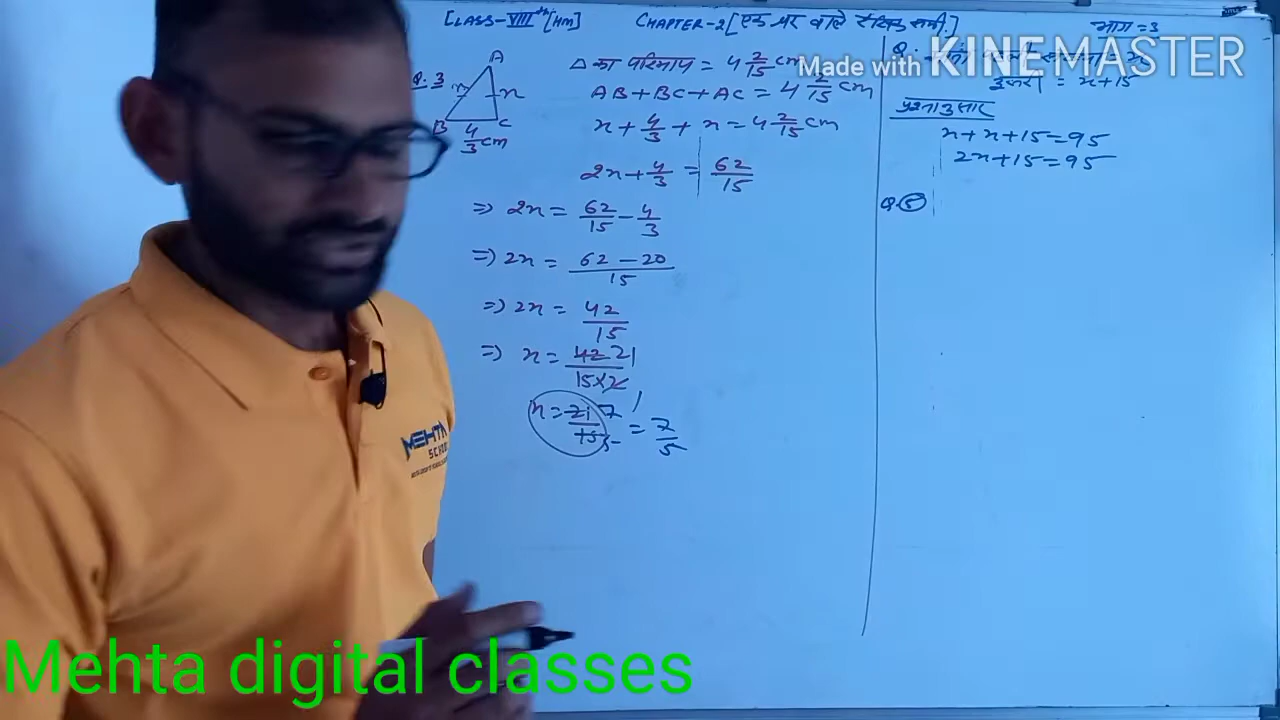 CLASS-VIIIth [HM] CHAPTER-2 [एक चर वाले रैखिक समी.] भाग=3
Made with KINEMASTER
Q.3
A
x
x
B
C
4/3 cm
△ का परिमाप = 4 2/15 cm
AB+BC+AC = 4 2/15 cm
x + 4/3 + x = 4 2/15 cm
2x + 4/3 = 62/15
⇒ 2x = 62/15 - 4/3
⇒ 2x = 62-20/15
⇒ 2x = 42/15
⇒ x = 42 21/15×2
x = 21 7/15 5 = 7/5
Q.
दूसरी = x+15
प्रश्नानुसार
x+x+15=95
2x+15=95
Q.5
MEHTA
SCHOOL
Mehta digital classes